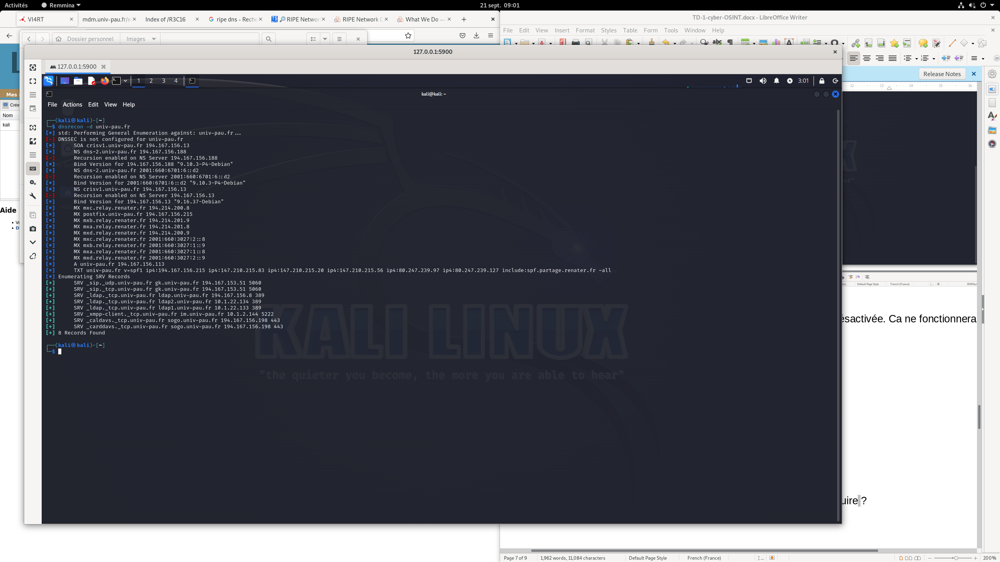 Activités
Remmina
21 sept. 09:01
VI4RT
mdm.univ-pau.fr/e
Index of /R3C16
ripe dns - Reche
RIPE Networ
RIPE Network C
What We Do —
TD-1-cyber-OSINT.docx - LibreOffice Writer
File Edit View Insert Format Styles Table Form Tools Window Help
Dossier personnel
Images
127.0.0.1:5900
127.0.0.1:5900
Release Notes
1 2 3 4
3:01
12 13 14 15 16
Mes
Crée
Nom
kali
kali@kali: ~
File Actions Edit View Help
┌──(kali㉿kali)-[~]
└─$ dnsrecon -d univ-pau.fr
[*] std: Performing General Enumeration against: univ-pau.fr...
[-] DNSSEC is not configured for univ-pau.fr
[*] SOA crisv1.univ-pau.fr 194.167.156.13
[*] NS dns-2.univ-pau.fr 194.167.156.188
[-] Recursion enabled on NS Server 194.167.156.188
[*] Bind Version for 194.167.156.188 "9.10.3-P4-Debian"
[*] NS dns-2.univ-pau.fr 2001:660:6701:6::d2
[-] Recursion enabled on NS Server 2001:660:6701:6::d2
[*] Bind Version for 2001:660:6701:6::d2 "9.10.3-P4-Debian"
[*] NS crisv1.univ-pau.fr 194.167.156.13
[-] Recursion enabled on NS Server 194.167.156.13
[*] Bind Version for 194.167.156.13 "9.16.37-Debian"
[*] MX mxc.relay.renater.fr 194.214.200.8
[*] MX postfix.univ-pau.fr 194.167.156.215
[*] MX mxb.relay.renater.fr 194.214.201.9
[*] MX mxa.relay.renater.fr 194.214.201.8
[*] MX mxd.relay.renater.fr 194.214.200.9
[*] MX mxc.relay.renater.fr 2001:660:3027:2::8
[*] MX mxb.relay.renater.fr 2001:660:3027:1::9
[*] MX mxa.relay.renater.fr 2001:660:3027:1::8
[*] MX mxd.relay.renater.fr 2001:660:3027:2::9
[*] A univ-pau.fr 194.167.156.113
[*] TXT univ-pau.fr v=spf1 ip4:194.167.156.215 ip4:147.210.215.83 ip4:147.210.215.20 ip4:147.210.215.56 ip4:80.247.239.97 ip4:80.247.239.127 include:spf.partage.renater.fr ~all
[*] Enumerating SRV Records
[+] SRV _sip._udp.univ-pau.fr gk.univ-pau.fr 194.167.153.51 5060
[+] SRV _sip._tcp.univ-pau.fr gk.univ-pau.fr 194.167.153.51 5060
[+] SRV _ldap._tcp.univ-pau.fr ldap.univ-pau.fr 194.167.156.8 389
[+] SRV _ldap._tcp.univ-pau.fr ldap2.univ-pau.fr 10.1.22.134 389
[+] SRV _ldap._tcp.univ-pau.fr ldap1.univ-pau.fr 10.1.22.133 389
[+] SRV _xmpp-client._tcp.univ-pau.fr im.univ-pau.fr 10.1.2.144 5222
[+] SRV _caldavs._tcp.univ-pau.fr sogo.univ-pau.fr 194.167.156.198 443
[+] SRV _carddavs._tcp.univ-pau.fr sogo.univ-pau.fr 194.167.156.198 443
[+] 8 Records Found
┌──(kali㉿kali)-[~]
└─$
KALI LINUX
"the quieter you become, the more you are able to hear"
Aide
Default Page Style
French (France)
ésactivée. Ca ne fonctionnera
uire ?
Page 7 of 9
1,962 words, 11,084 characters
Default Page Style
French (France)
200%